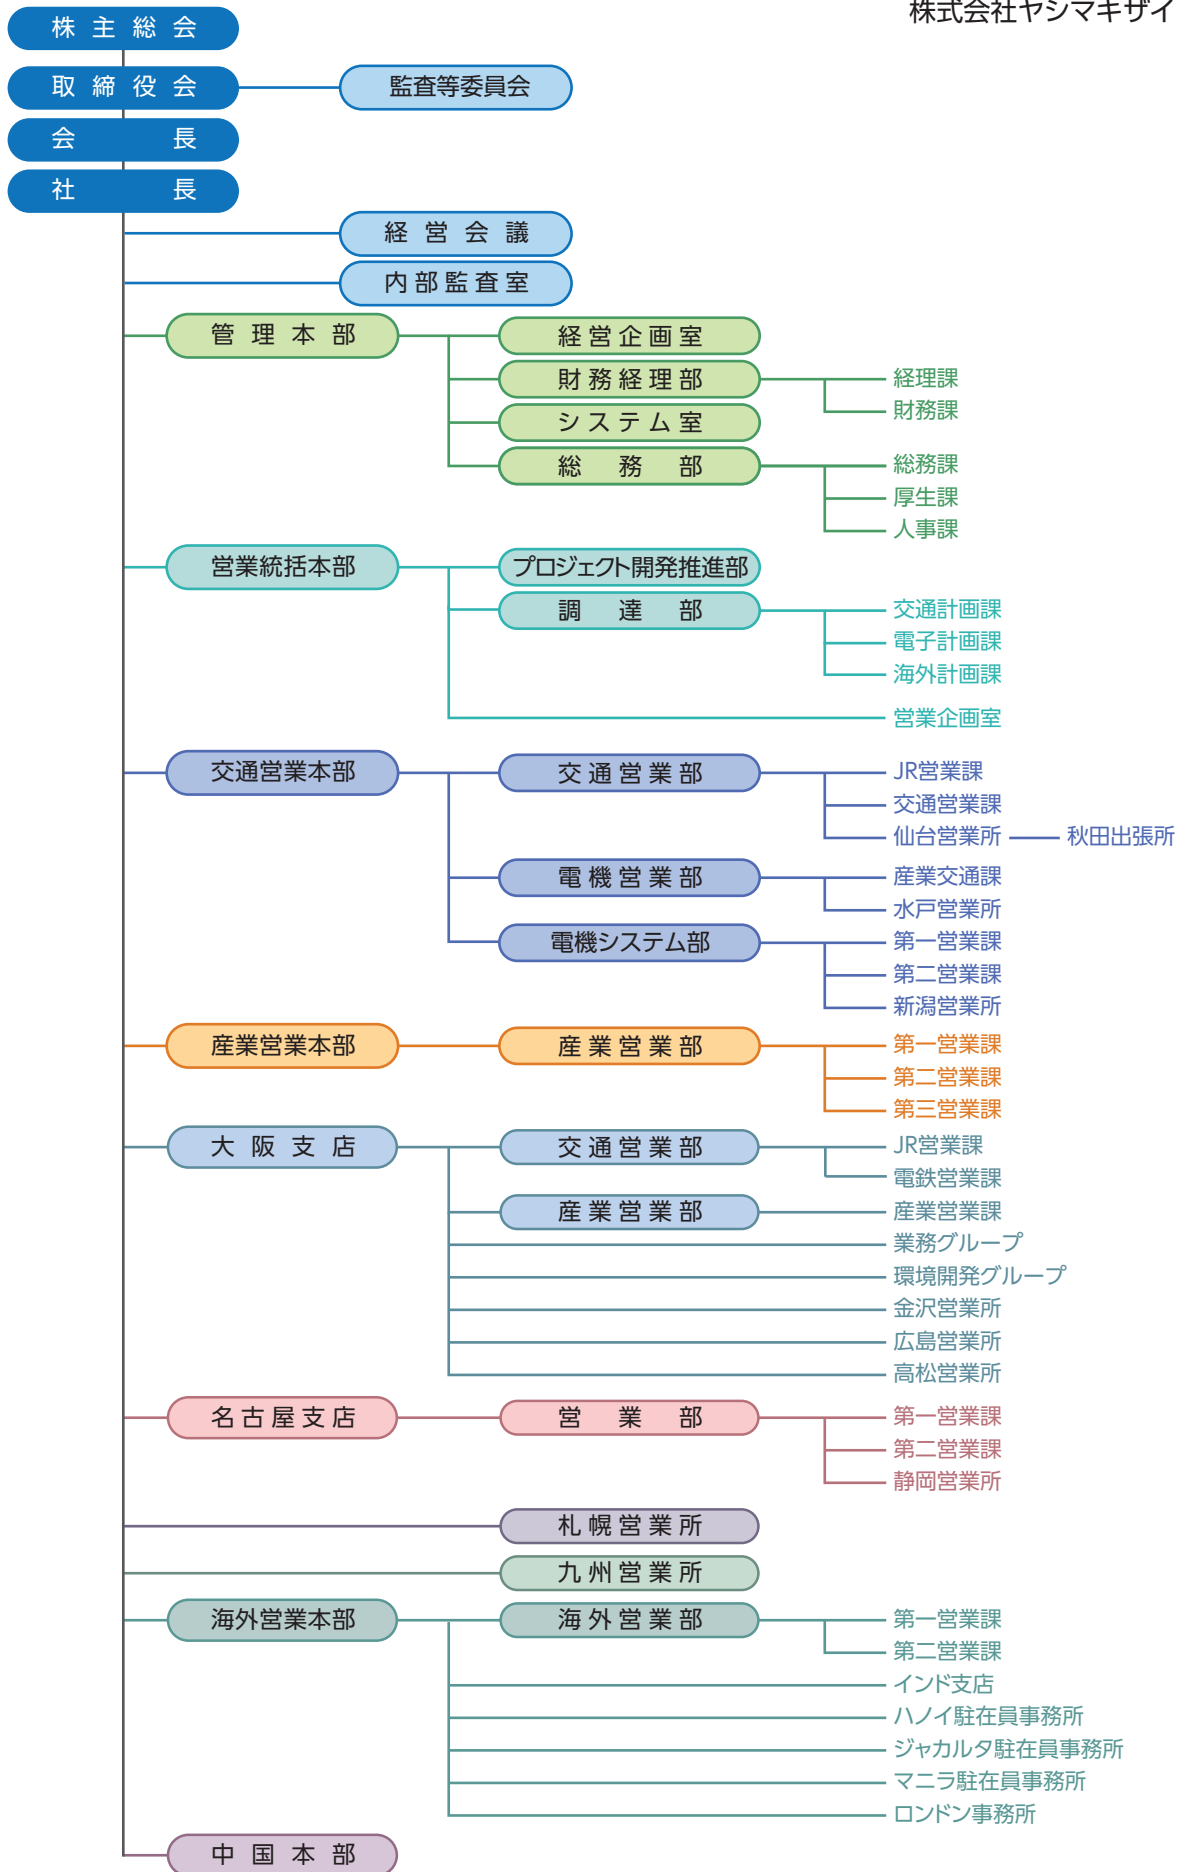 株式会社ヤシマキザイ
株主総会
取締役会
監査等委員会
会長
社長
経営会議
内部監査室
管理本部
経営企画室
財務経理部
経理課
財務課
システム室
総務部
総務課
厚生課
人事課
営業統括本部
プロジェクト開発推進部
調達部
交通計画課
電子計画課
海外計画課
営業企画室
交通営業本部
交通営業部
JR営業課
交通営業課
仙台営業所
秋田出張所
電機営業部
産業交通課
水戸営業所
電機システム部
第一営業課
第二営業課
新潟営業所
産業営業本部
産業営業部
第一営業課
第二営業課
第三営業課
大阪支店
交通営業部
JR営業課
電鉄営業課
産業営業部
産業営業課
業務グループ
環境開発グループ
金沢営業所
広島営業所
高松営業所
名古屋支店
営業部
第一営業課
第二営業課
静岡営業所
札幌営業所
九州営業所
海外営業本部
海外営業部
第一営業課
第二営業課
インド支店
ハノイ駐在員事務所
ジャカルタ駐在員事務所
マニラ駐在員事務所
ロンドン事務所
中国本部